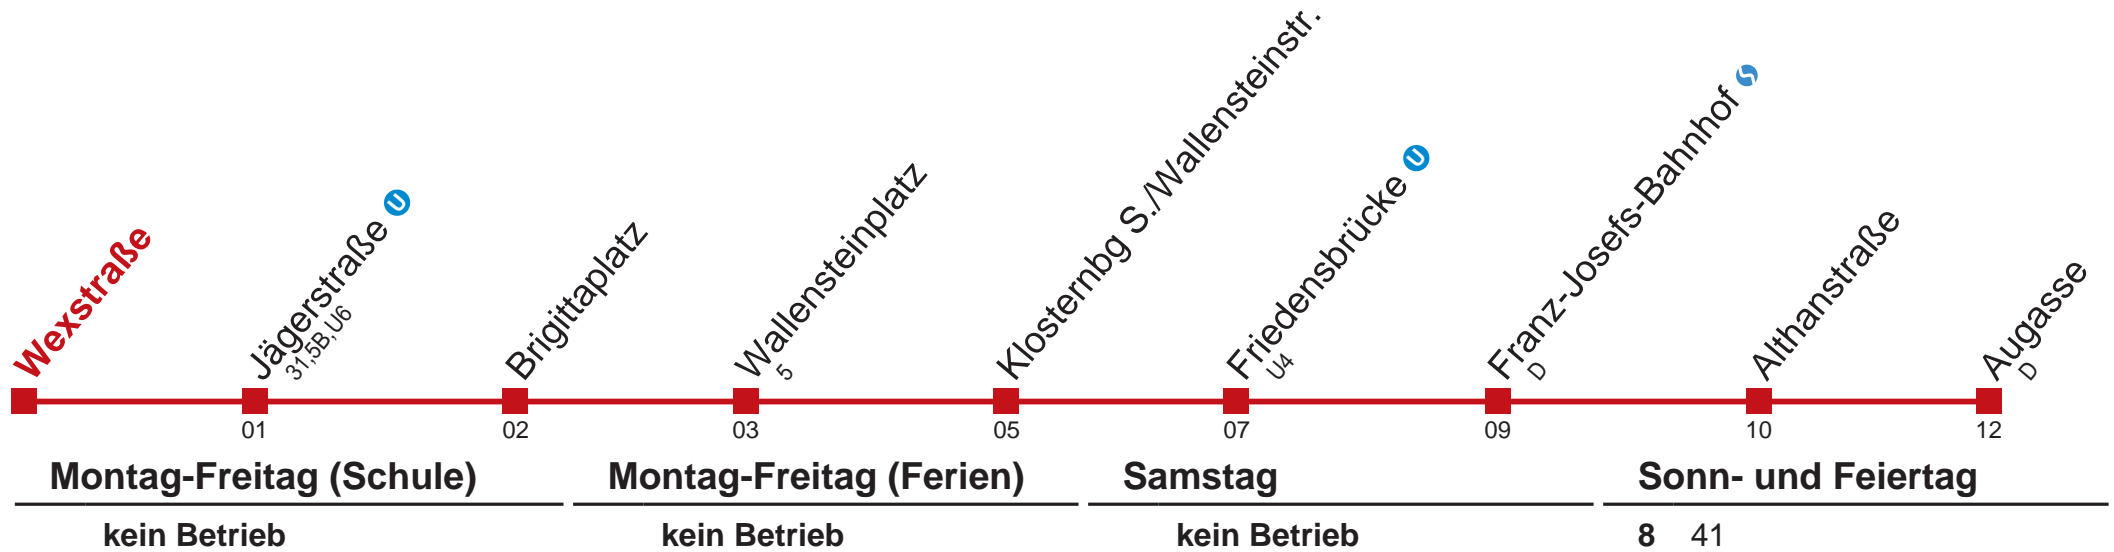 Wexstraße
Jägerstraße U
31,5B,U6
Brigittaplatz
Wallensteinplatz
5
Klosternbg S./Wallensteinstr.
Friedensbrücke U
U4
Franz-Josefs-Bahnhof S
D
Althanstraße
Augasse
D
01 02 03 05 07 09 10 12
Montag-Freitag (Schule) Montag-Freitag (Ferien) Samstag Sonn- und Feiertag
kein Betrieb kein Betrieb kein Betrieb 8 41